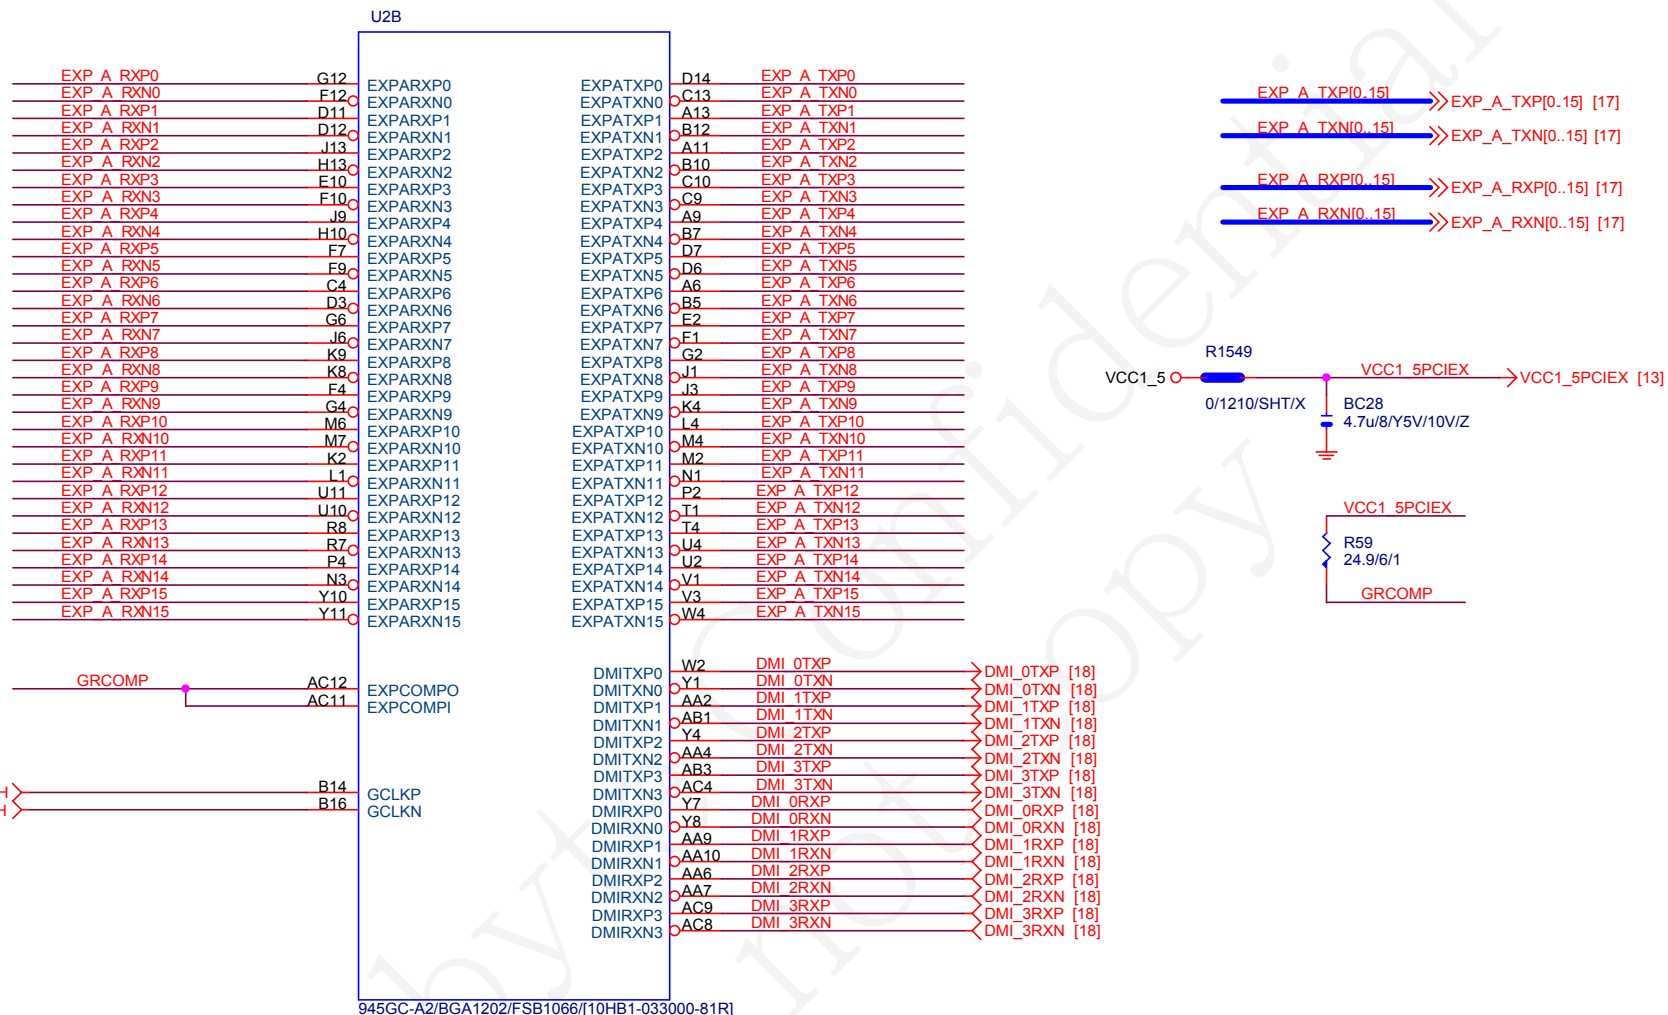 U2B
EXP_A_RXP0 G12 EXPARXP0 EXPATXP0 D14 EXP_A_TXP0
EXP_A_RXN0 F12 EXPARXN0 EXPATXN0 C13 EXP_A_TXN0
EXP_A_RXP1 D11 EXPARXP1 EXPATXP1 A13 EXP_A_TXP1
EXP_A_RXN1 D12 EXPARXN1 EXPATXN1 B12 EXP_A_TXN1
EXP_A_RXP2 J13 EXPARXP2 EXPATXP2 A11 EXP_A_TXP2
EXP_A_RXN2 H13 EXPARXN2 EXPATXN2 B10 EXP_A_TXN2
EXP_A_RXP3 E10 EXPARXP3 EXPATXP3 C10 EXP_A_TXP3
EXP_A_RXN3 F10 EXPARXN3 EXPATXN3 C9 EXP_A_TXN3
EXP_A_RXP4 J9 EXPARXP4 EXPATXP4 A9 EXP_A_TXP4
EXP_A_RXN4 H10 EXPARXN4 EXPATXN4 B7 EXP_A_TXN4
EXP_A_RXP5 F7 EXPARXP5 EXPATXP5 D7 EXP_A_TXP5
EXP_A_RXN5 F9 EXPARXN5 EXPATXN5 D6 EXP_A_TXN5
EXP_A_RXP6 C4 EXPARXP6 EXPATXP6 A6 EXP_A_TXP6
EXP_A_RXN6 D3 EXPARXN6 EXPATXN6 B5 EXP_A_TXN6
EXP_A_RXP7 G6 EXPARXP7 EXPATXP7 E2 EXP_A_TXP7
EXP_A_RXN7 J6 EXPARXN7 EXPATXN7 F1 EXP_A_TXN7
EXP_A_RXP8 K9 EXPARXP8 EXPATXP8 G2 EXP_A_TXP8
EXP_A_RXN8 K8 EXPARXN8 EXPATXN8 J1 EXP_A_TXN8
EXP_A_RXP9 F4 EXPARXP9 EXPATXP9 J3 EXP_A_TXP9
EXP_A_RXN9 G4 EXPARXN9 EXPATXN9 K4 EXP_A_TXN9
EXP_A_RXP10 M6 EXPARXP10 EXPATXP10 L4 EXP_A_TXP10
EXP_A_RXN10 M7 EXPARXN10 EXPATXN10 M4 EXP_A_TXN10
EXP_A_RXP11 K2 EXPARXP11 EXPATXP11 M2 EXP_A_TXP11
EXP_A_RXN11 L1 EXPARXN11 EXPATXN11 N1 EXP_A_TXN11
EXP_A_RXP12 U11 EXPARXP12 EXPATXP12 P2 EXP_A_TXP12
EXP_A_RXN12 U10 EXPARXN12 EXPATXN12 T1 EXP_A_TXN12
EXP_A_RXP13 R8 EXPARXP13 EXPATXP13 T4 EXP_A_TXP13
EXP_A_RXN13 R7 EXPARXN13 EXPATXN13 U4 EXP_A_TXN13
EXP_A_RXP14 P4 EXPARXP14 EXPATXP14 U2 EXP_A_TXP14
EXP_A_RXN14 N3 EXPARXN14 EXPATXN14 V1 EXP_A_TXN14
EXP_A_RXP15 Y10 EXPARXP15 EXPATXP15 V3 EXP_A_TXP15
EXP_A_RXN15 Y11 EXPARXN15 EXPATXN15 W4 EXP_A_TXN15
GRCOMP AC12 EXPCOMPO
AC11 EXPCOMPI
B14 GCLKP
B16 GCLKN
DMITXP0 W2 DMI_0TXP DMI_0TXP [18]
DMITXN0 Y1 DMI_0TXN DMI_0TXN [18]
DMITXP1 AA2 DMI_1TXP DMI_1TXP [18]
DMITXN1 AB1 DMI_1TXN DMI_1TXN [18]
DMITXP2 Y4 DMI_2TXP DMI_2TXP [18]
DMITXN2 AA4 DMI_2TXN DMI_2TXN [18]
DMITXP3 AB3 DMI_3TXP DMI_3TXP [18]
DMITXN3 AC4 DMI_3TXN DMI_3TXN [18]
DMIRXP0 Y7 DMI_0RXP DMI_0RXP [18]
DMIRXN0 Y8 DMI_0RXN DMI_0RXN [18]
DMIRXP1 AA9 DMI_1RXP DMI_1RXP [18]
DMIRXN1 AA10 DMI_1RXN DMI_1RXN [18]
DMIRXP2 AA6 DMI_2RXP DMI_2RXP [18]
DMIRXN2 AA7 DMI_2RXN DMI_2RXN [18]
DMIRXP3 AC9 DMI_3RXP DMI_3RXP [18]
DMIRXN3 AC8 DMI_3RXN DMI_3RXN [18]
945GC-A2/BGA1202/FSB1066/[10HB1-033000-81R]
EXP_A_TXP[0..15] EXP_A_TXP[0..15] [17]
EXP_A_TXN[0..15] EXP_A_TXN[0..15] [17]
EXP_A_RXP[0..15] EXP_A_RXP[0..15] [17]
EXP_A_RXN[0..15] EXP_A_RXN[0..15] [17]
R1549
VCC1_5 VCC1_5PCIEX VCC1_5PCIEX [13]
0/1210/SHT/X BC28
4.7u/8/Y5V/10V/Z
VCC1_5PCIEX
R59
24.9/6/1
GRCOMP
Confidential
not copy